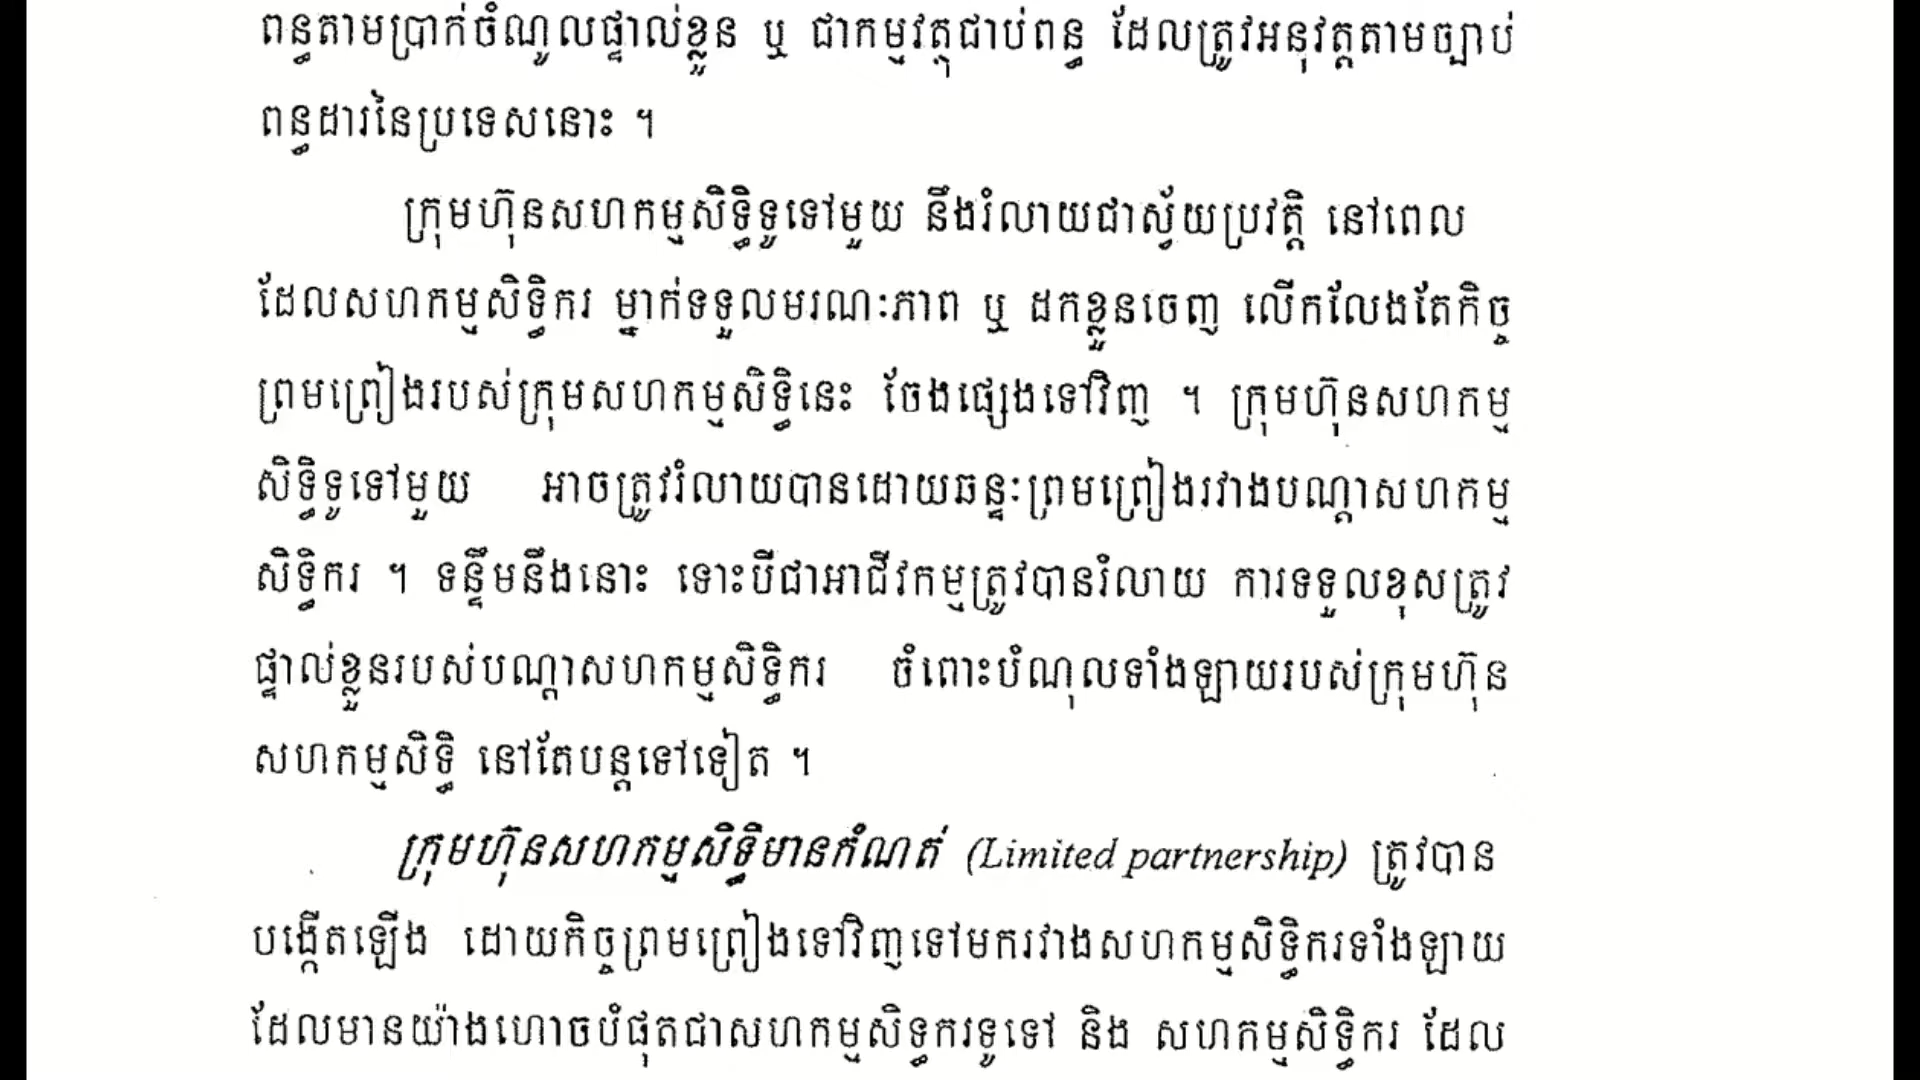 ពន្ធតាមប្រាក់ចំណូលផ្ទាល់ខ្លួន ឬ ជាកម្មវត្ថុជាប់ពន្ធ ដែលត្រូវអនុវត្តតាមច្បាប់
ពន្ធដារនៃប្រទេសនោះ ។
ក្រុមហ៊ុនសហកម្មសិទ្ធិទូទៅមួយ នឹងរំលាយជាស្វ័យប្រវត្តិ នៅពេល
ដែលសហកម្មសិទ្ធិករ ម្នាក់ទទួលមរណៈភាព ឬ ដកខ្លួនចេញ លើកលែងតែកិច្ច
ព្រមព្រៀងរបស់ក្រុមសហកម្មសិទ្ធិនេះ ចែងផ្សេងទៅវិញ ។ ក្រុមហ៊ុនសហកម្ម
សិទ្ធិទូទៅមួយ អាចត្រូវរំលាយបានដោយឆន្ទៈព្រមព្រៀងរវាងបណ្តាសហកម្ម
សិទ្ធិករ ។ ទន្ទឹមនឹងនោះ ទោះបីជាអាជីវកម្មត្រូវបានរំលាយ ការទទួលខុសត្រូវ
ផ្ទាល់ខ្លួនរបស់បណ្តាសហកម្មសិទ្ធិករ ចំពោះបំណុលទាំងឡាយរបស់ក្រុមហ៊ុន
សហកម្មសិទ្ធិ នៅតែបន្តទៅទៀត ។
ក្រុមហ៊ុនសហកម្មសិទ្ធិមានកំណត់ (Limited partnership) ត្រូវបាន
បង្កើតឡើង ដោយកិច្ចព្រមព្រៀងទៅវិញទៅមករវាងសហកម្មសិទ្ធិករទាំងឡាយ
ដែលមានយ៉ាងហោចបំផុតជាសហកម្មសិទ្ធករទូទៅ និង សហកម្មសិទ្ធិករ ដែល